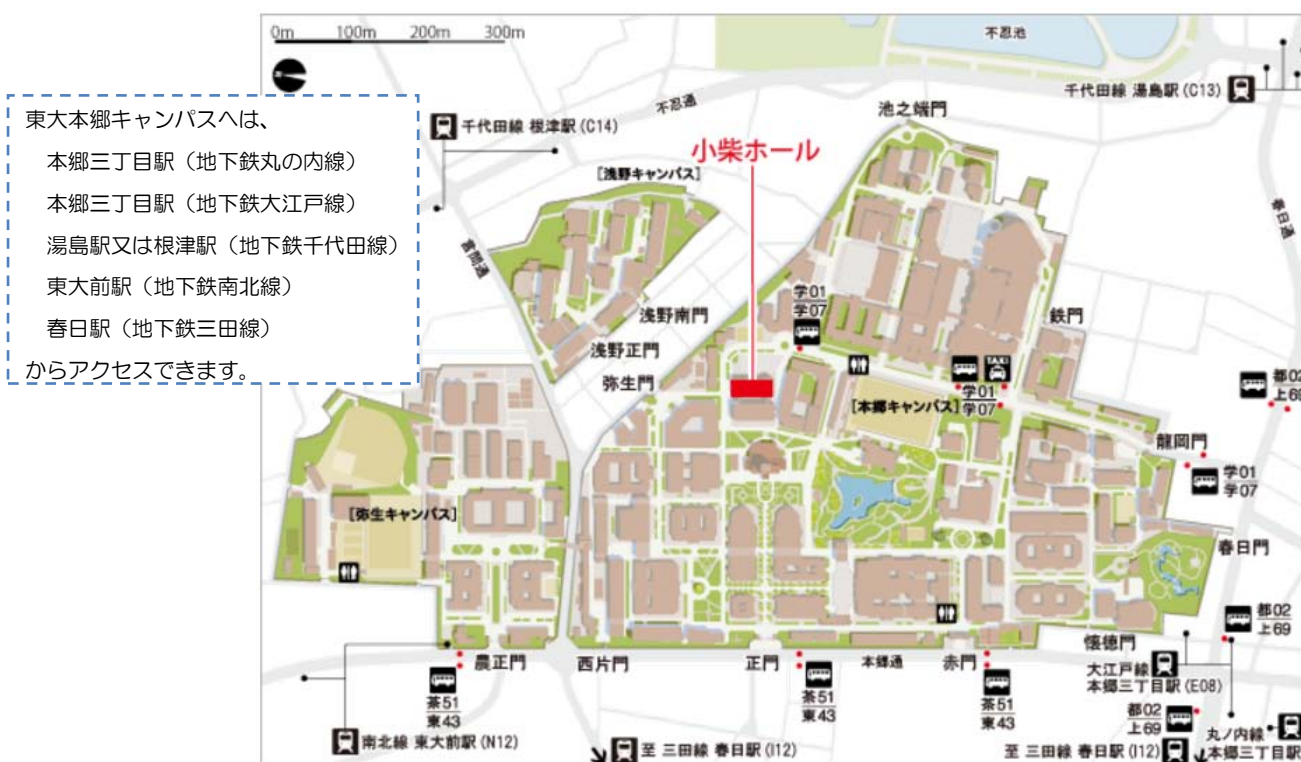 0m 100m 200m 300m
不忍池
千代田線 湯島駅(C13)
不忍通
池之端門
千代田線 根津駅(C14)
東大本郷キャンパスへは、
本郷三丁目駅（地下鉄丸の内線）
本郷三丁目駅（地下鉄大江戸線）
湯島駅又は根津駅（地下鉄千代田線）
東大前駅（地下鉄南北線）
春日駅（地下鉄三田線）
からアクセスできます。
小柴ホール
[浅野キャンパス]
春日通
言問通
学01
学07
浅野南門
鉄門
浅野正門
弥生門
TAXI
学01
学07
[本郷キャンパス]
都02
上69
龍岡門
学01
学07
[弥生キャンパス]
春日門
都02
上69
懐徳門
農正門
西片門
正門
本郷通
赤門
大江戸線
本郷三丁目駅(E08)
茶51
東43
茶51
東43
茶51
東43
都02
上69
南北線 東大前駅(N12)
至 三田線 春日駅(I12)
至 三田線 春日駅(I12)
丸ノ内線
本郷三丁目駅